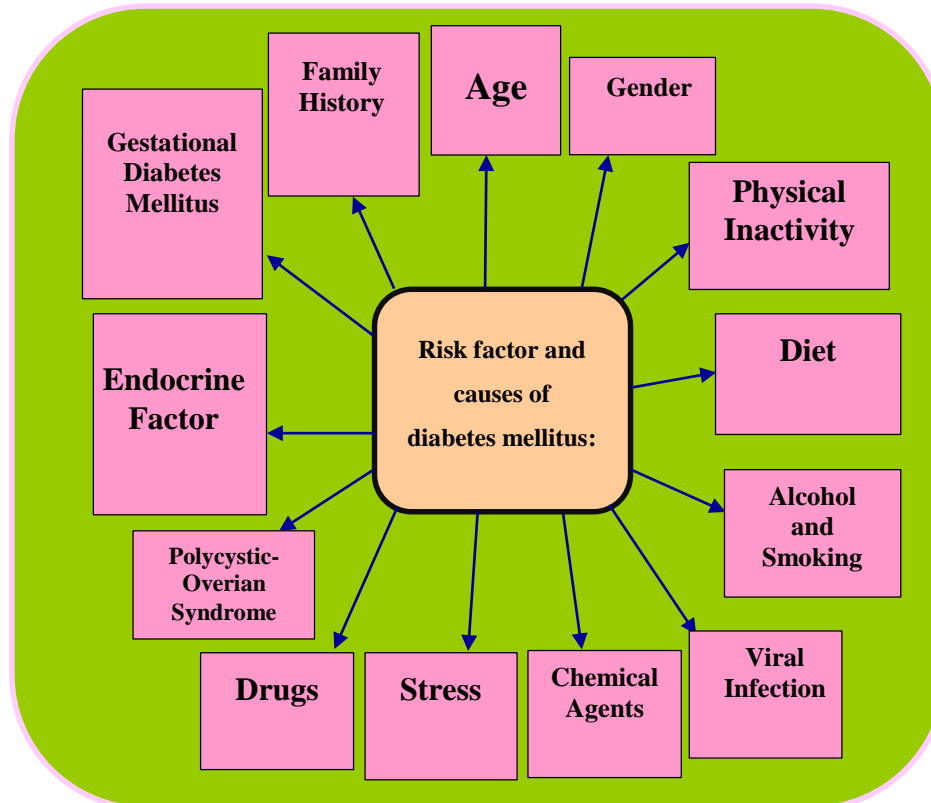 Family
History
Age
Gender
Gestational
Diabetes
Mellitus
Physical
Inactivity
Risk factor and
causes of
diabetes mellitus:
Diet
Endocrine
Factor
Alcohol
and
Smoking
Polycystic-
Overian
Syndrome
Drugs
Stress
Chemical
Agents
Viral
Infection